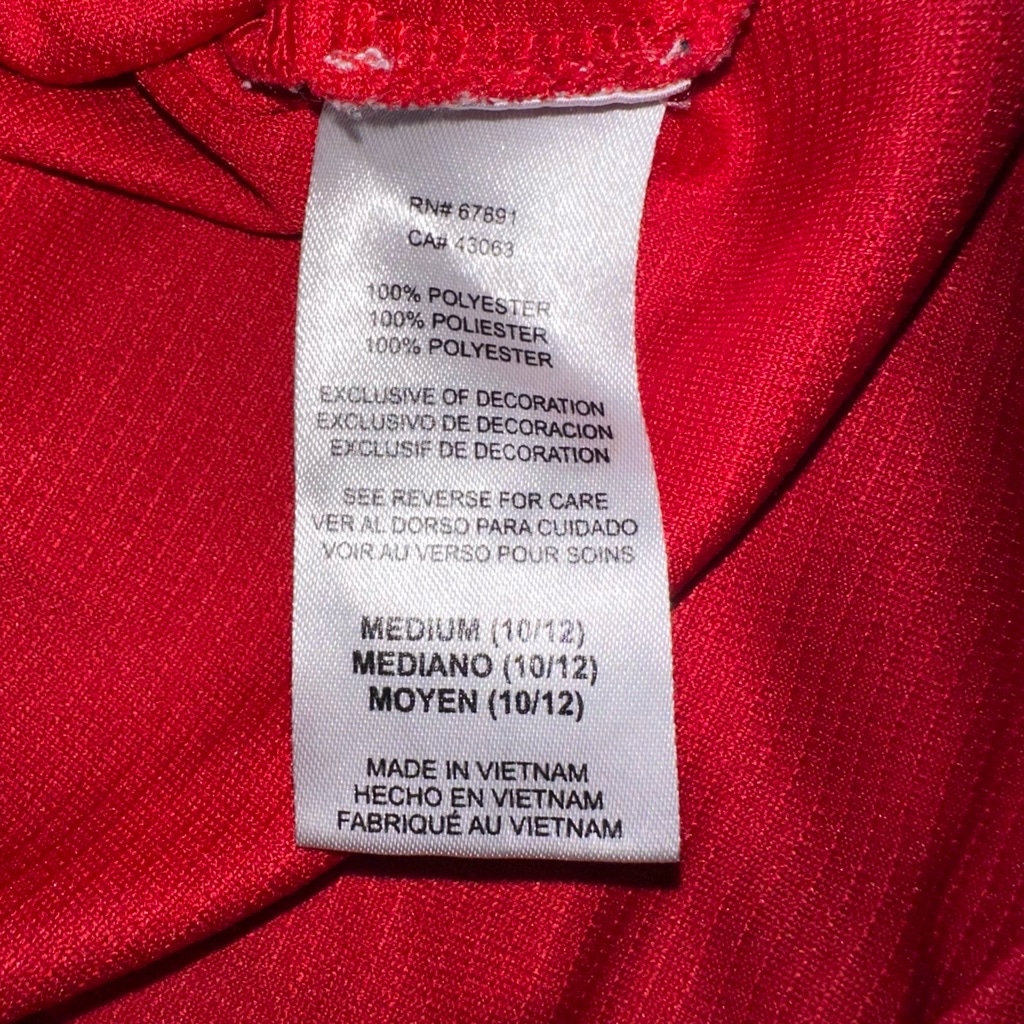 RN# 67891
CA# 43063
100% POLYESTER
100% POLIESTER
100% POLYESTER
EXCLUSIVE OF DECORATION
EXCLUSIVO DE DECORACION
EXCLUSIF DE DECORATION
SEE REVERSE FOR CARE
VER AL DORSO PARA CUIDADO
VOIR AU VERSO POUR SOINS
MEDIUM (10/12)
MEDIANO (10/12)
MOYEN (10/12)
MADE IN VIETNAM
HECHO EN VIETNAM
FABRIQUÉ AU VIETNAM